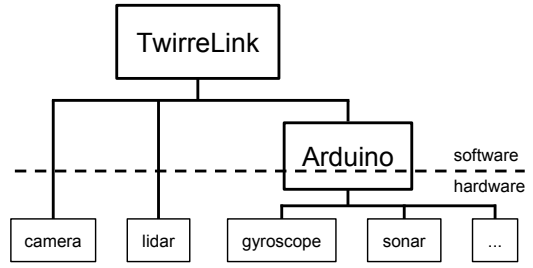 TwirreLink
Arduino
software
hardware
camera
lidar
gyroscope
sonar
...